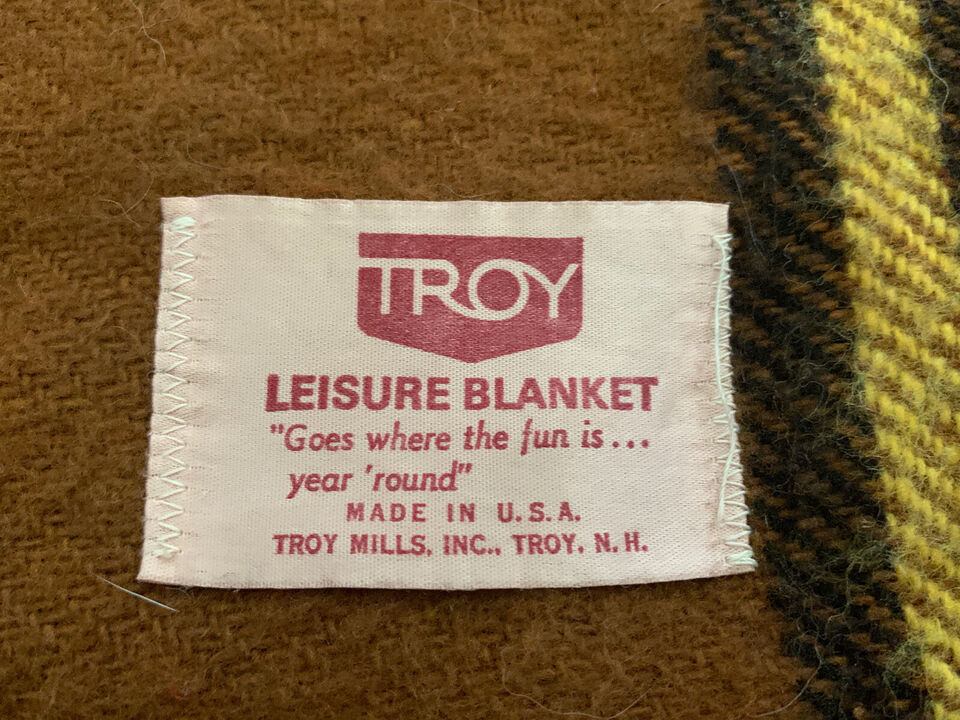 TROY
LEISURE BLANKET
"Goes where the fun is...
year 'round"
MADE IN U.S.A.
TROY MILLS, INC., TROY, N.H.